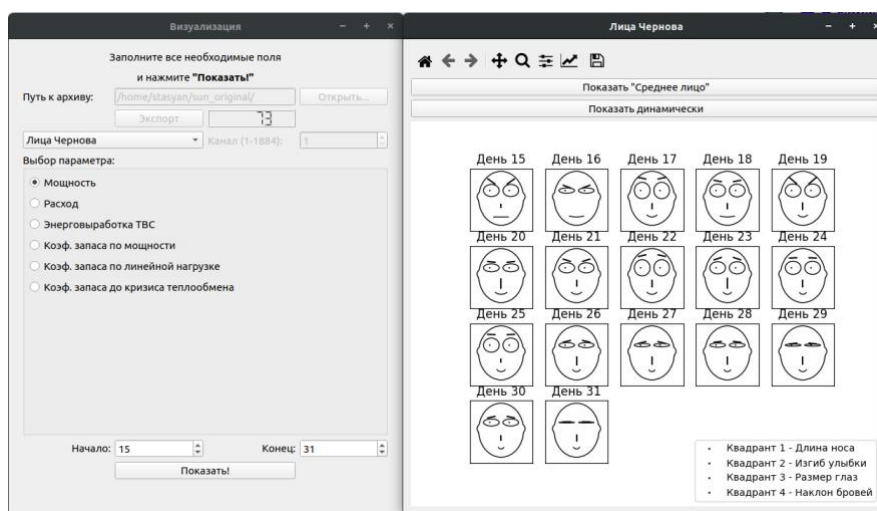 Визуализация
Заполните все необходимые поля
и нажмите "Показать!"
Путь к архиву: /home/stasyan/sun_original/ Открыть...
Экспорт 73
Лица Чернова Канал (1-1884): 1
Выбор параметра:
Мощность
Расход
Энерговыработка ТВС
Коэф. запаса по мощности
Коэф. запаса по линейной нагрузке
Коэф. запаса до кризиса теплообмена
Начало: 15 Конец: 31
Показать!
Лица Чернова
Показать "Среднее лицо"
Показать динамически
День 15 День 16 День 17 День 18 День 19
День 20 День 21 День 22 День 23 День 24
День 25 День 26 День 27 День 28 День 29
День 30 День 31
Квадрант 1 - Длина носа
Квадрант 2 - Изгиб улыбки
Квадрант 3 - Размер глаз
Квадрант 4 - Наклон бровей